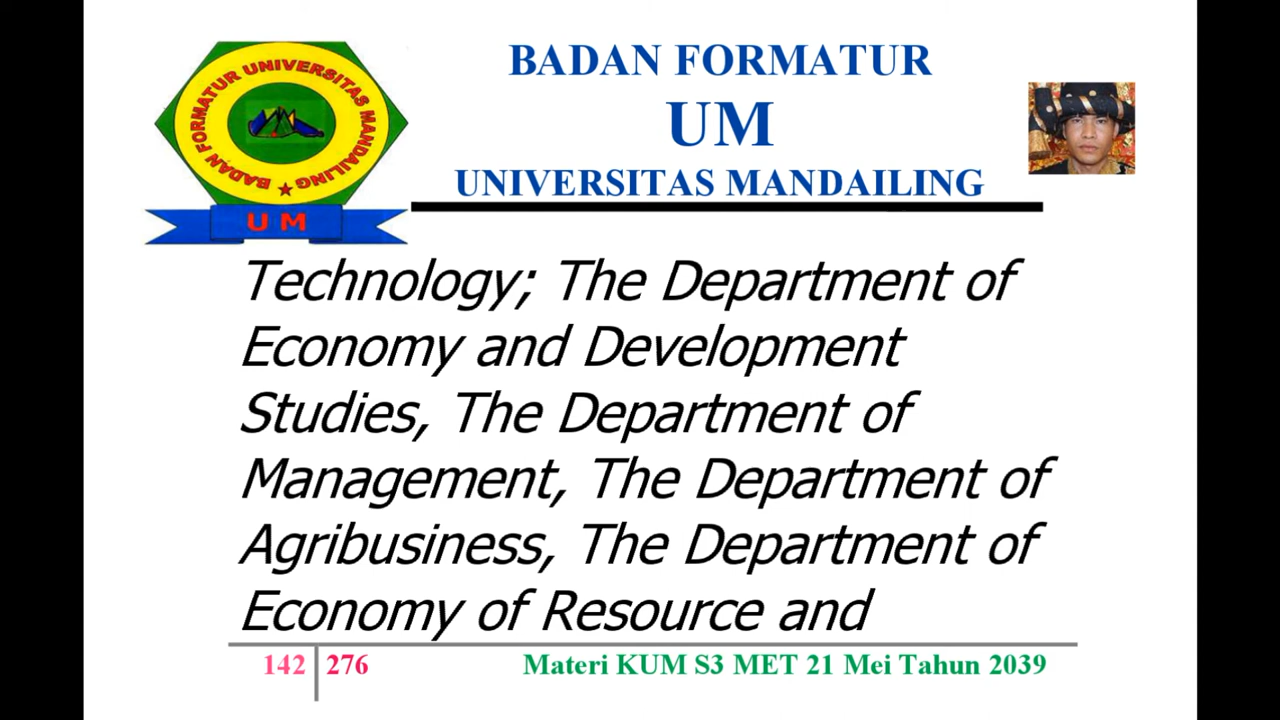 BADAN FORMATUR UNIVERSITAS MANDAILING
U M
BADAN FORMATUR
UM
UNIVERSITAS MANDAILING
Technology; The Department of
Economy and Development
Studies, The Department of
Management, The Department of
Agribusiness, The Department of
Economy of Resource and
142 276 Materi KUM S3 MET 21 Mei Tahun 2039